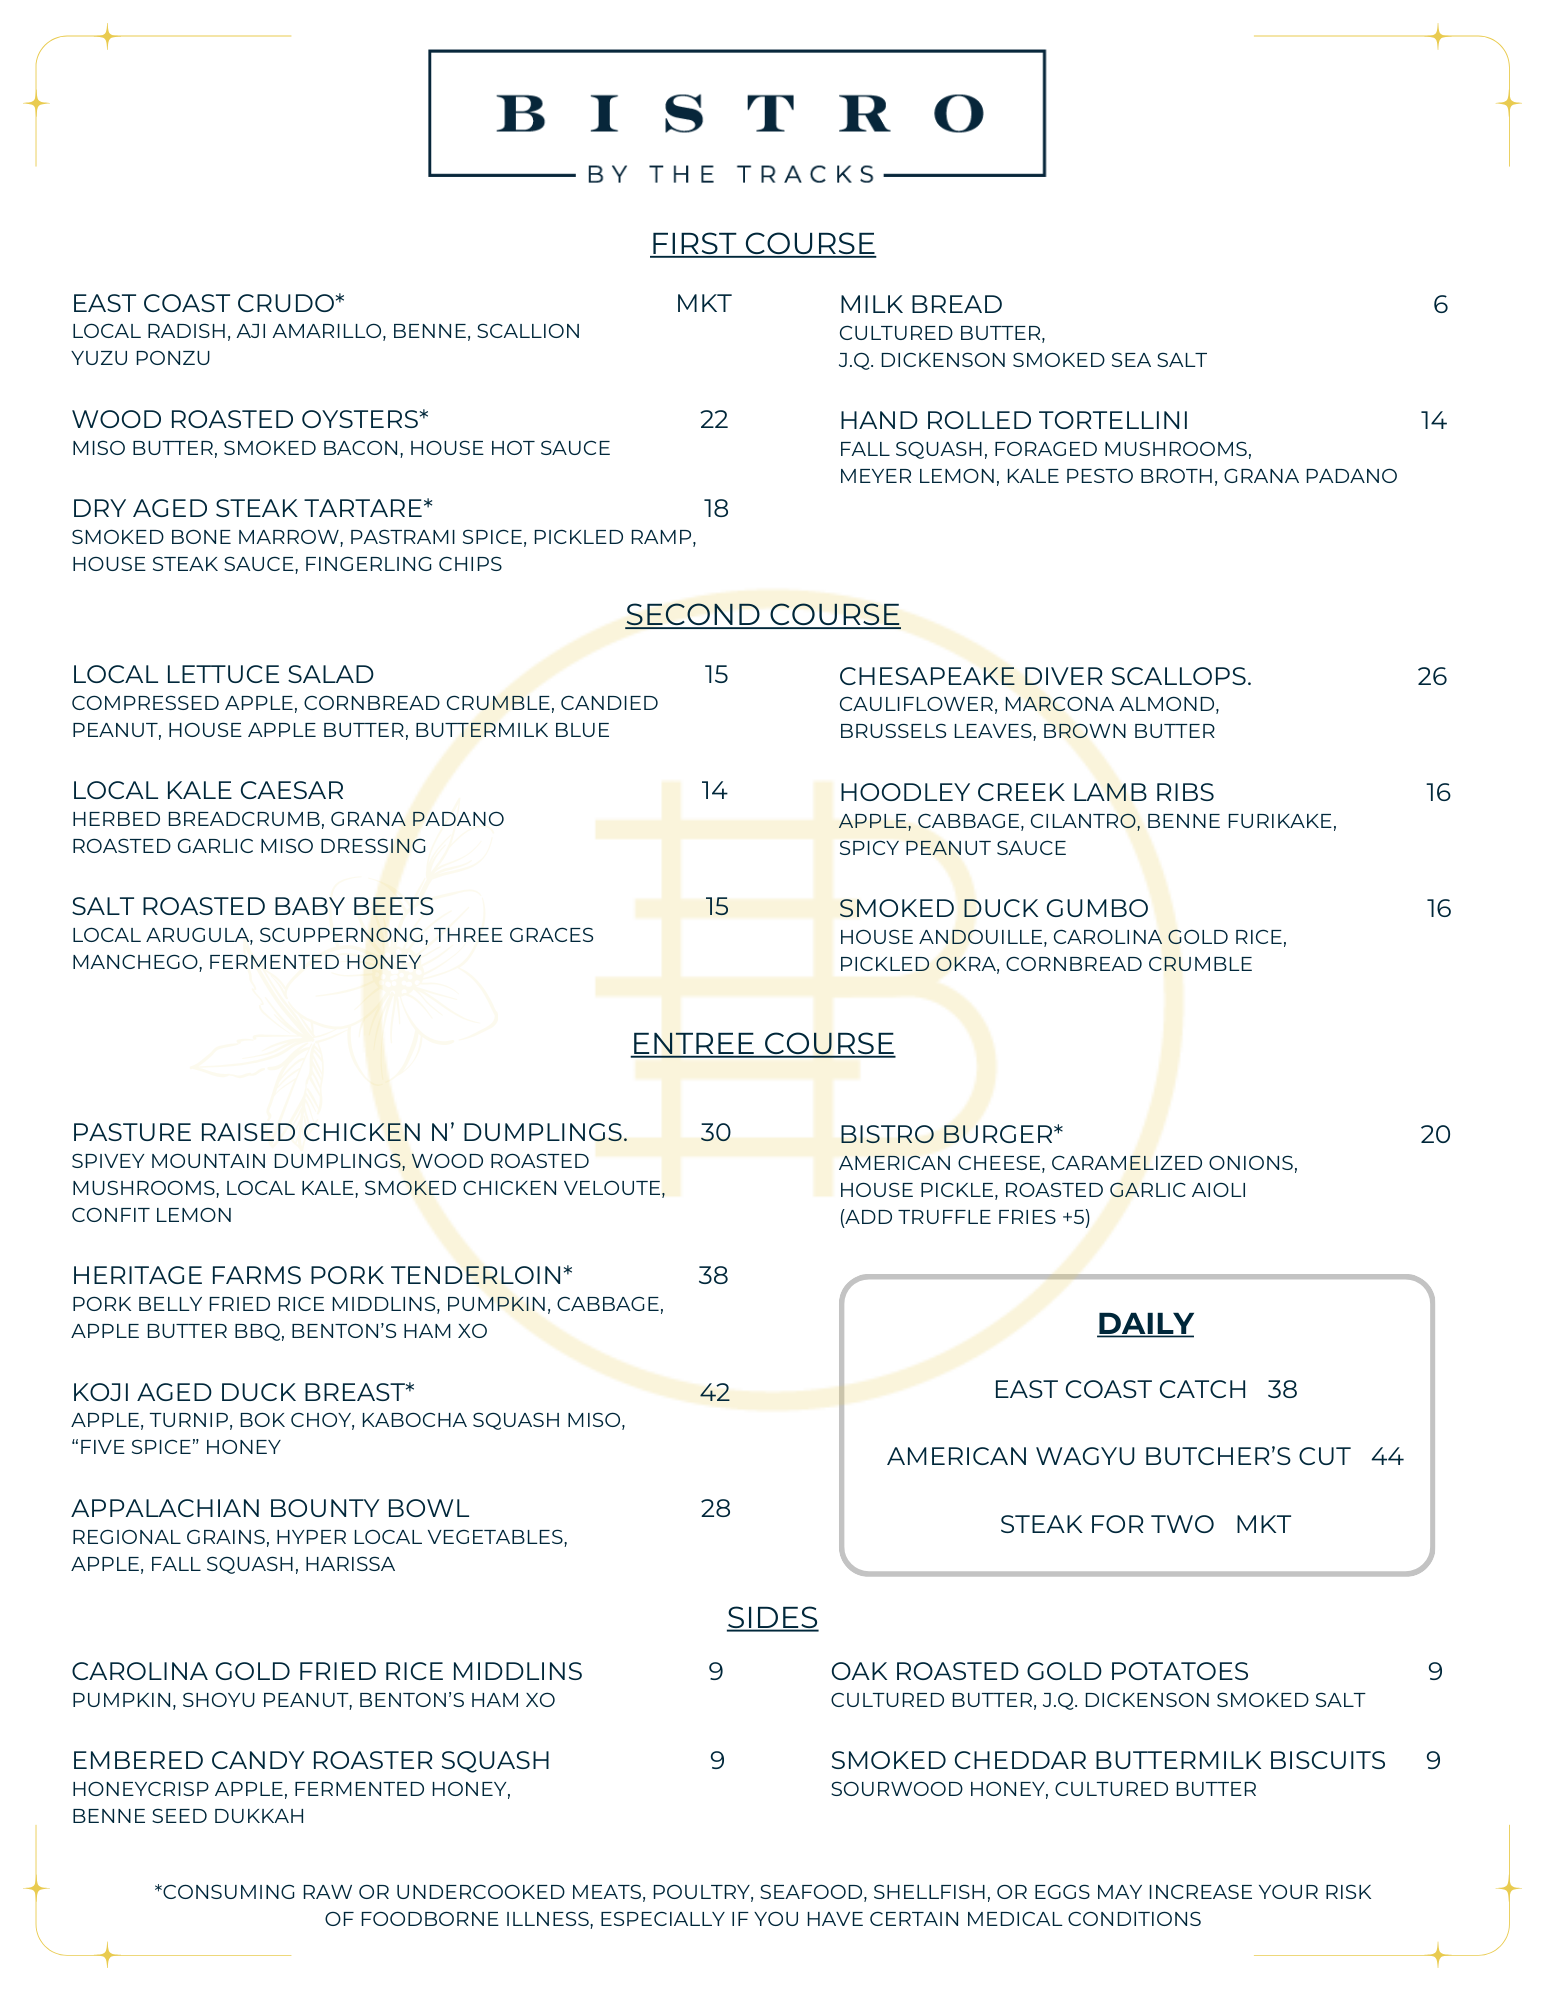 BISTRO
BY THE TRACKS
FIRST COURSE
EAST COAST CRUDO* MKT
LOCAL RADISH, AJI AMARILLO, BENNE, SCALLION
YUZU PONZU
WOOD ROASTED OYSTERS* 22
MISO BUTTER, SMOKED BACON, HOUSE HOT SAUCE
DRY AGED STEAK TARTARE* 18
SMOKED BONE MARROW, PASTRAMI SPICE, PICKLED RAMP,
HOUSE STEAK SAUCE, FINGERLING CHIPS
MILK BREAD 6
CULTURED BUTTER,
J.Q. DICKENSON SMOKED SEA SALT
HAND ROLLED TORTELLINI 14
FALL SQUASH, FORAGED MUSHROOMS,
MEYER LEMON, KALE PESTO BROTH, GRANA PADANO
SECOND COURSE
LOCAL LETTUCE SALAD 15
COMPRESSED APPLE, CORNBREAD CRUMBLE, CANDIED
PEANUT, HOUSE APPLE BUTTER, BUTTERMILK BLUE
LOCAL KALE CAESAR 14
HERBED BREADCRUMB, GRANA PADANO
ROASTED GARLIC MISO DRESSING
SALT ROASTED BABY BEETS 15
LOCAL ARUGULA, SCUPPERNONG, THREE GRACES
MANCHEGO, FERMENTED HONEY
CHESAPEAKE DIVER SCALLOPS. 26
CAULIFLOWER, MARCONA ALMOND,
BRUSSELS LEAVES, BROWN BUTTER
HOODLEY CREEK LAMB RIBS 16
APPLE, CABBAGE, CILANTRO, BENNE FURIKAKE,
SPICY PEANUT SAUCE
SMOKED DUCK GUMBO 16
HOUSE ANDOUILLE, CAROLINA GOLD RICE,
PICKLED OKRA, CORNBREAD CRUMBLE
ENTREE COURSE
PASTURE RAISED CHICKEN N’ DUMPLINGS. 30
SPIVEY MOUNTAIN DUMPLINGS, WOOD ROASTED
MUSHROOMS, LOCAL KALE, SMOKED CHICKEN VELOUTE,
CONFIT LEMON
HERITAGE FARMS PORK TENDERLOIN* 38
PORK BELLY FRIED RICE MIDDLINS, PUMPKIN, CABBAGE,
APPLE BUTTER BBQ, BENTON’S HAM XO
KOJI AGED DUCK BREAST* 42
APPLE, TURNIP, BOK CHOY, KABOCHA SQUASH MISO,
“FIVE SPICE” HONEY
APPALACHIAN BOUNTY BOWL 28
REGIONAL GRAINS, HYPER LOCAL VEGETABLES,
APPLE, FALL SQUASH, HARISSA
BISTRO BURGER* 20
AMERICAN CHEESE, CARAMELIZED ONIONS,
HOUSE PICKLE, ROASTED GARLIC AIOLI
(ADD TRUFFLE FRIES +5)
DAILY
EAST COAST CATCH 38
AMERICAN WAGYU BUTCHER’S CUT 44
STEAK FOR TWO MKT
SIDES
CAROLINA GOLD FRIED RICE MIDDLINS 9
PUMPKIN, SHOYU PEANUT, BENTON’S HAM XO
EMBERED CANDY ROASTER SQUASH 9
HONEYCRISP APPLE, FERMENTED HONEY,
BENNE SEED DUKKAH
OAK ROASTED GOLD POTATOES 9
CULTURED BUTTER, J.Q. DICKENSON SMOKED SALT
SMOKED CHEDDAR BUTTERMILK BISCUITS 9
SOURWOOD HONEY, CULTURED BUTTER
*CONSUMING RAW OR UNDERCOOKED MEATS, POULTRY, SEAFOOD, SHELLFISH, OR EGGS MAY INCREASE YOUR RISK
OF FOODBORNE ILLNESS, ESPECIALLY IF YOU HAVE CERTAIN MEDICAL CONDITIONS